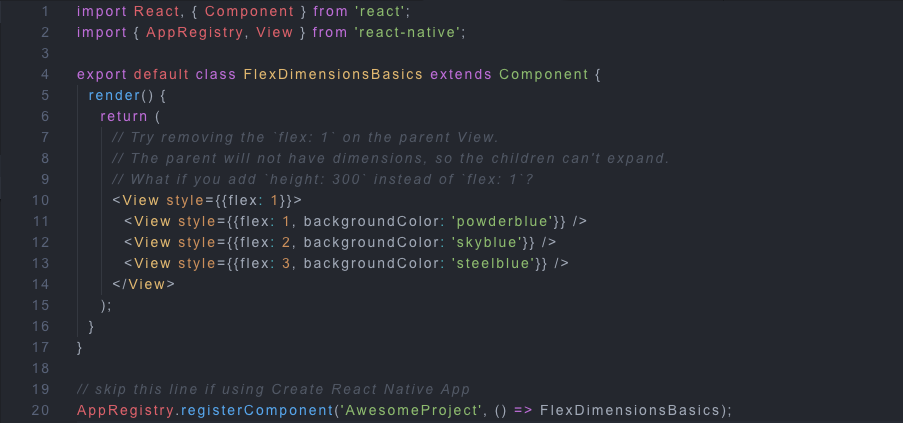 1 import React, { Component } from 'react';
2 import { AppRegistry, View } from 'react-native';
3
4 export default class FlexDimensionsBasics extends Component {
5 render() {
6 return (
7 // Try removing the `flex: 1` on the parent View.
8 // The parent will not have dimensions, so the children can't expand.
9 // What if you add `height: 300` instead of `flex: 1`?
10 <View style={{flex: 1}}>
11 <View style={{flex: 1, backgroundColor: 'powderblue'}} />
12 <View style={{flex: 2, backgroundColor: 'skyblue'}} />
13 <View style={{flex: 3, backgroundColor: 'steelblue'}} />
14 </View>
15 );
16 }
17 }
18
19 // skip this line if using Create React Native App
20 AppRegistry.registerComponent('AwesomeProject', () => FlexDimensionsBasics);